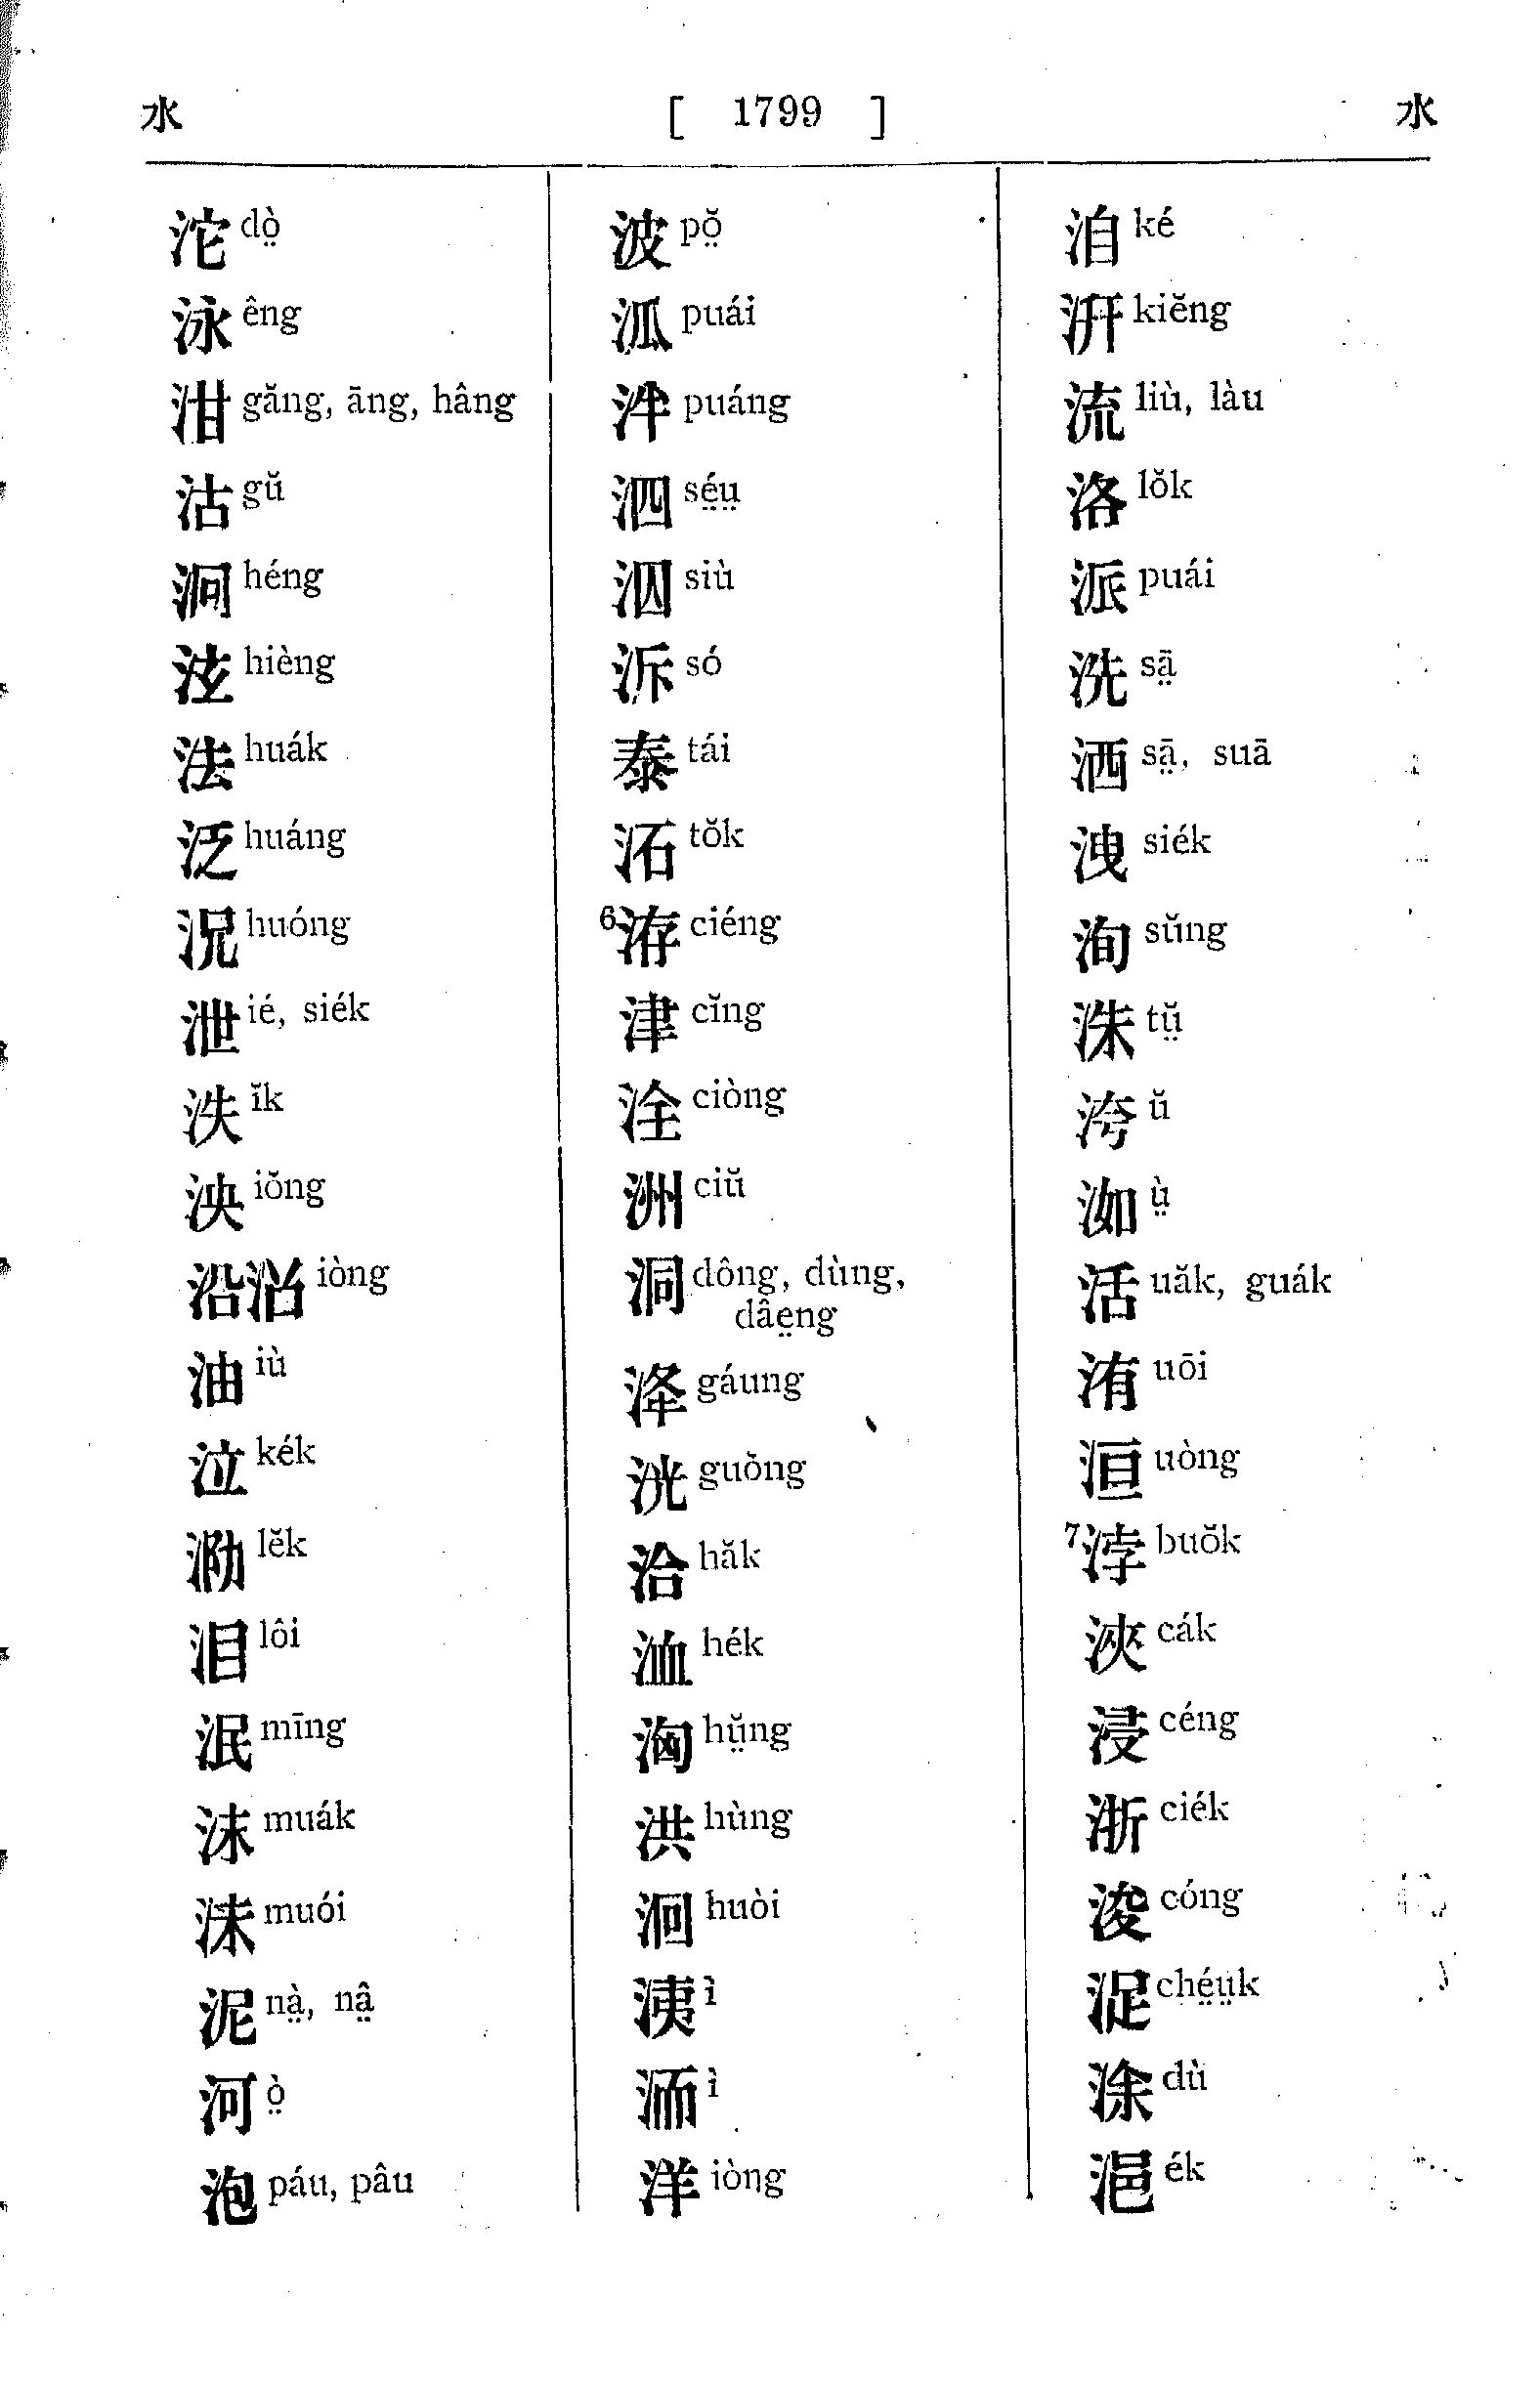 水 [ 1799 ] 水
沱 dò̤
泳 êng
泔 găng, āng, hâng
沽 gŭ
泂 héng
泫 hièng
法 huák
泛 huáng
況 huóng
泄 ié, siék
泆 ĭk
泱 iŏng
沿㳂 iòng
油 iù
泣 kék
泐 lĕk
泪 lôi
泯 mīng
沫 muák
沬 muói
泥 nà̤, nâ̤
河 ò̤
泡 páu, pâu
波 pŏ̤
泒 puái
泮 puáng
泗 sé̤ṳ
泅 siù
泝 só
泰 tái
沰 tŏk
6 洊 ciéng
津 cĭng
洤 ciòng
洲 ciŭ
洞 dông, dùng,
dâe̤ng
洚 gáung
洸 guŏng
洽 hăk
洫 hék
洶 hṳ̆ng
洪 hùng
洄 huòi
洟 ì
洏 ì
洋 iòng
洎 ké
汧 kiĕng
流 liù, làu
洛 lŏk
派 puái
洗 sā̤
洒 sā̤, suā
洩 siék
洵 sŭng
洙 tṳ̆
洿 ŭ
洳 ṳ̀
活 uăk, guák
洧 uōi
洹 uòng
7 浡 buŏk
浹 cák
浸 céng
浙 ciék
浚 cóng
浞 ché̤ṳk
涂 dù
浥 ék